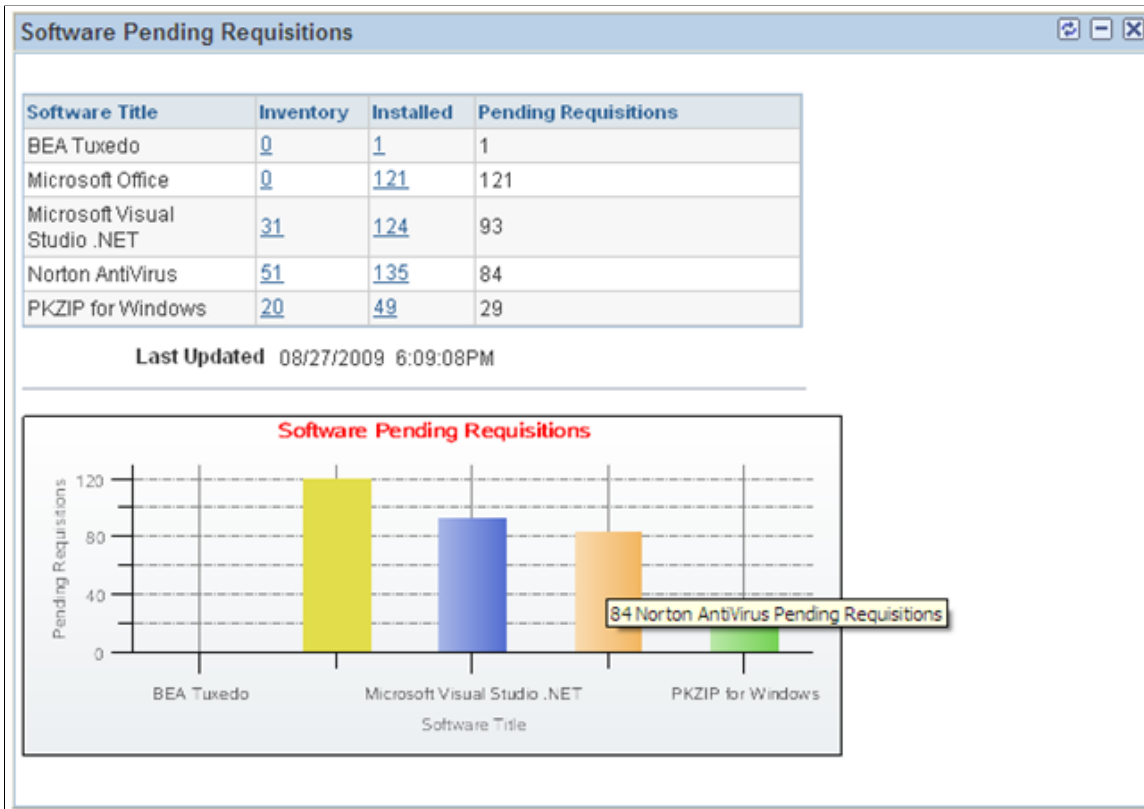 Software Pending Requisitions
Software Title Inventory Installed Pending Requisitions
BEA Tuxedo 0 1 1
Microsoft Office 0 121 121
Microsoft Visual
Studio .NET 31 124 93
Norton AntiVirus 51 135 84
PKZIP for Windows 20 49 29
Last Updated 08/27/2009 6:09:08PM
Software Pending Requisitions
Pending Requisitions
120
80
40
0
84 Norton AntiVirus Pending Requisitions
BEA Tuxedo Microsoft Visual Studio .NET PKZIP for Windows
Software Title